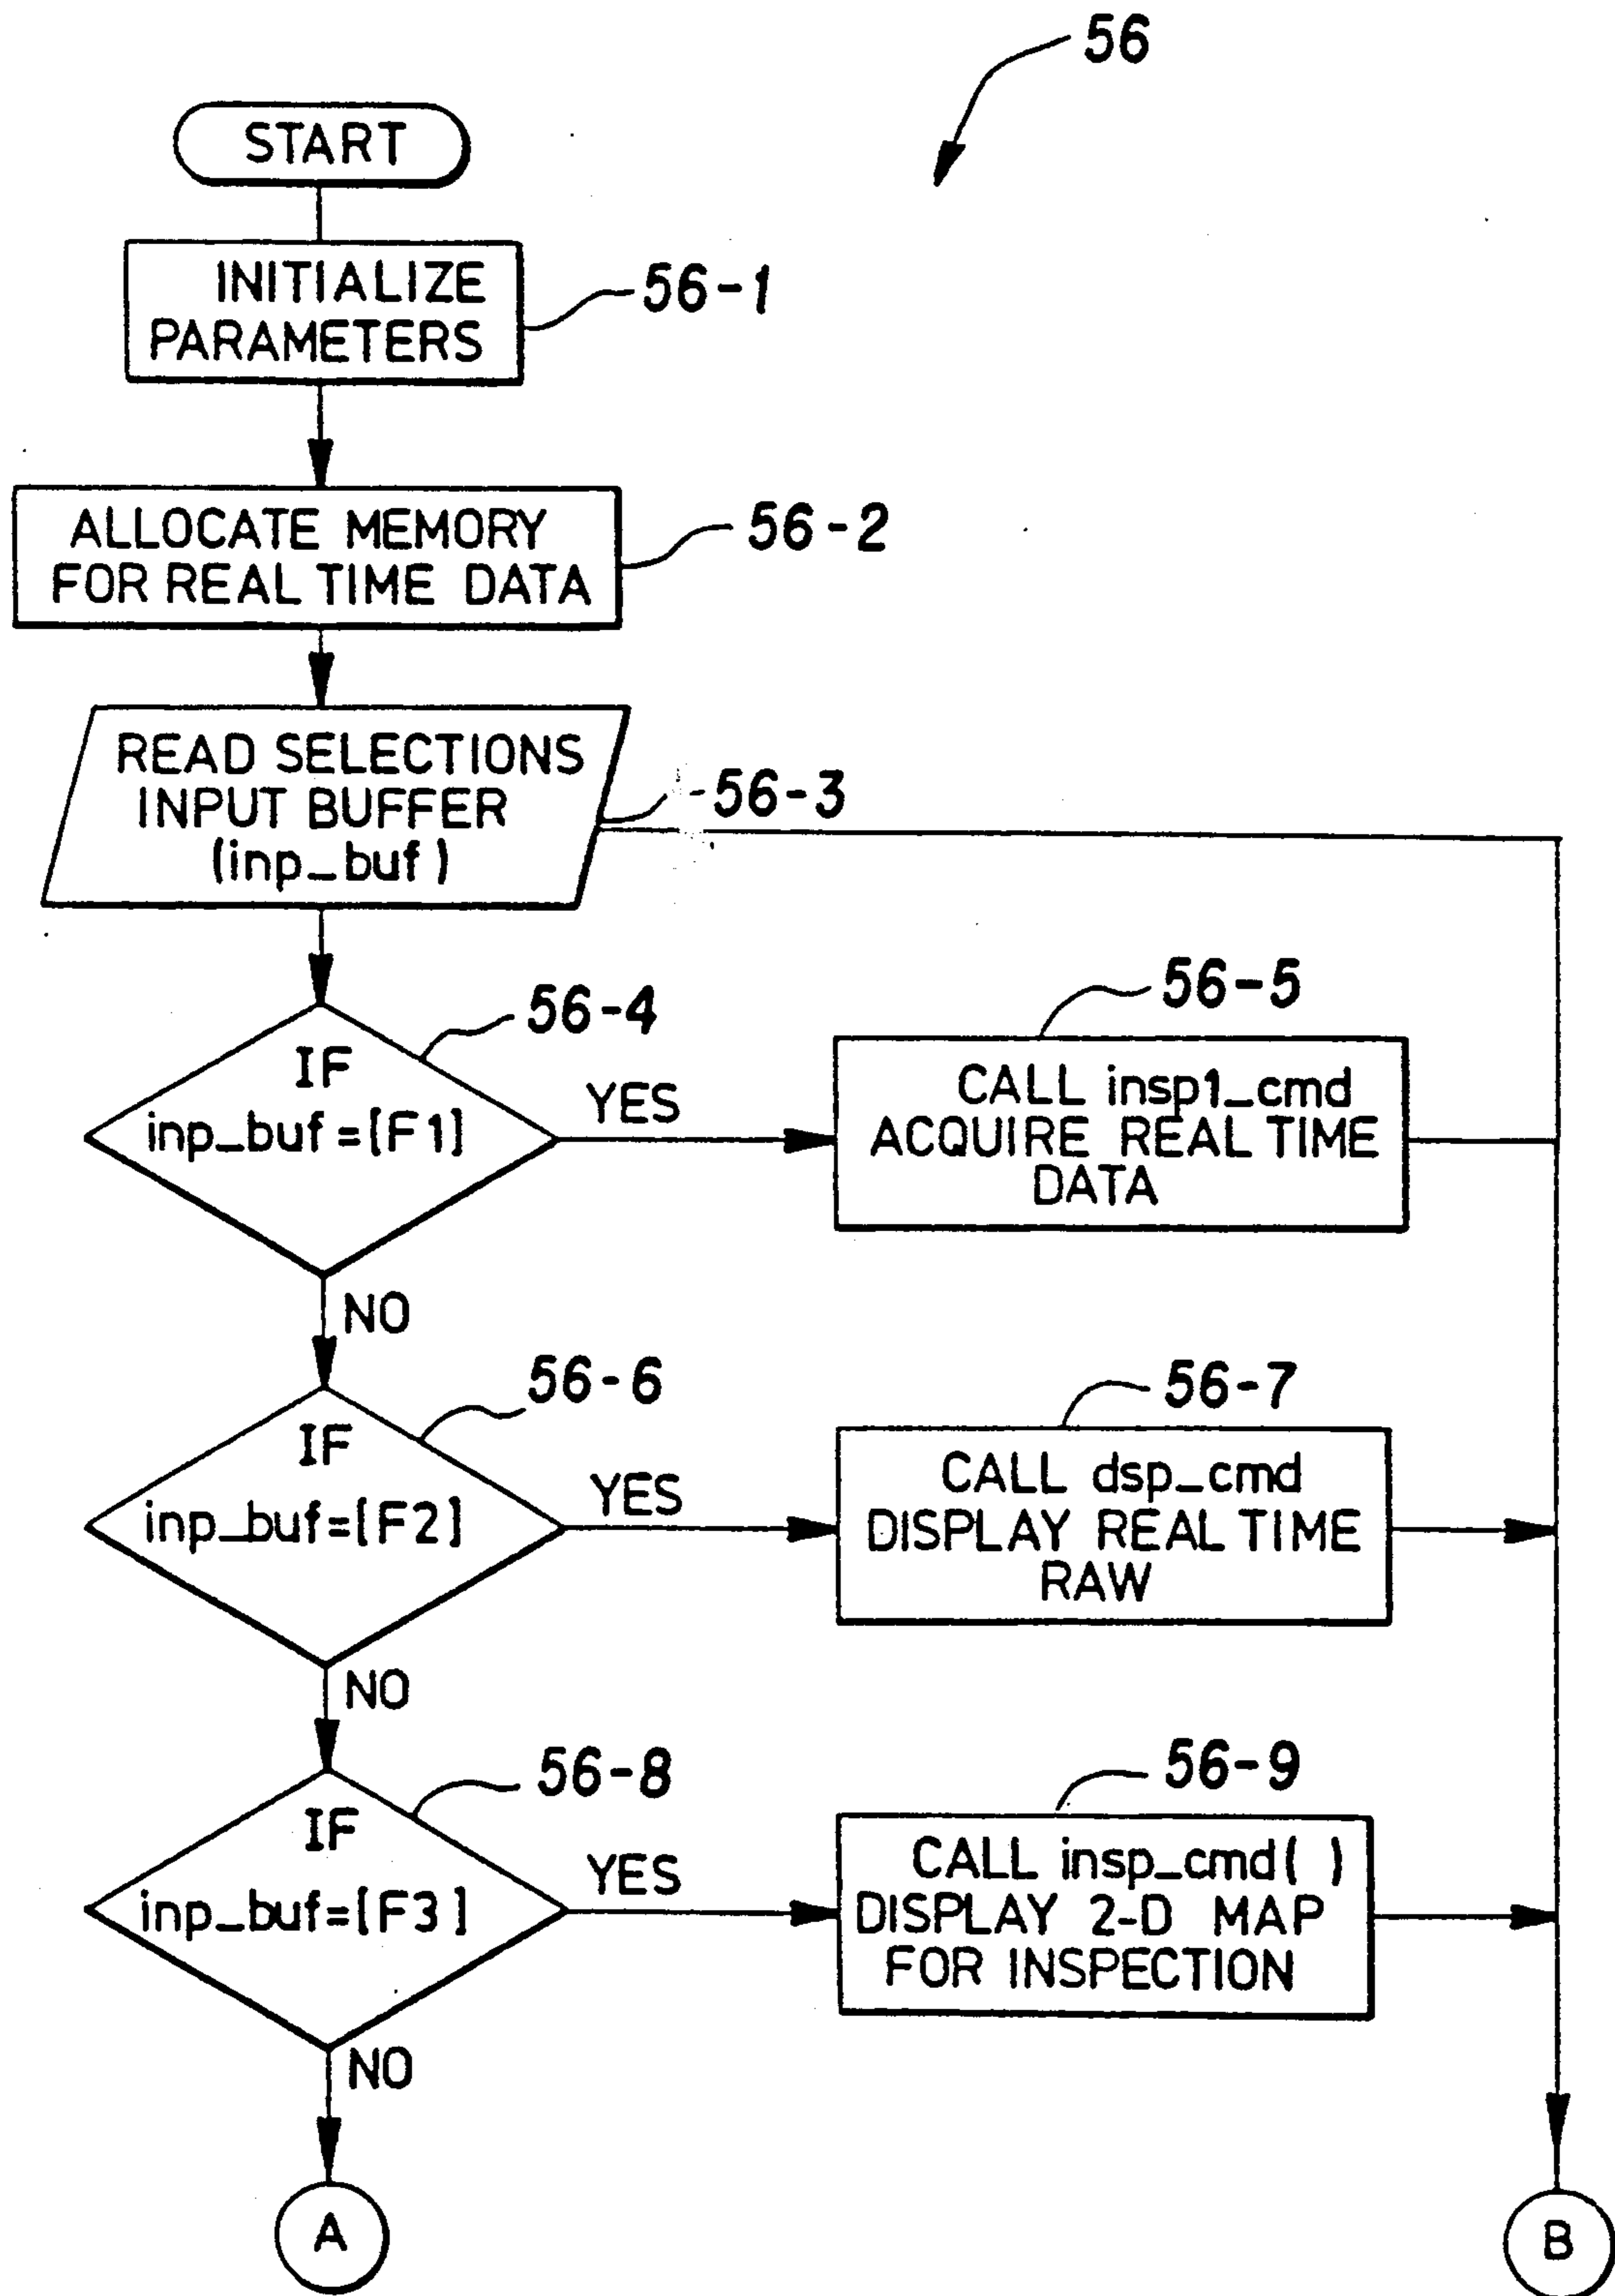 56
START
INITIALIZE
PARAMETERS
56-1
ALLOCATE MEMORY
FOR REAL TIME DATA
56-2
READ SELECTIONS
INPUT BUFFER
(inp_buf)
56-3
IF
inp_buf=[F1]
56-4
YES
CALL insp1_cmd
ACQUIRE REAL TIME
DATA
56-5
NO
IF
inp_buf=[F2]
56-6
YES
CALL dsp_cmd
DISPLAY REAL TIME
RAW
56-7
NO
IF
inp_buf=[F3]
56-8
YES
CALL insp_cmd( )
DISPLAY 2-D MAP
FOR INSPECTION
56-9
NO
A
B